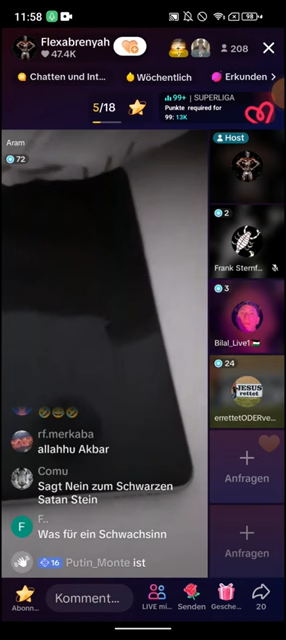 11:58
98
Flexabrenyah
47.4K
208
Chatten und Int...
Wöchentlich
Erkunden
5/18
99+ | SUPERLIGA
Punkte required for
99: 13K
Aram
72
Host
2
Frank Sternf...
3
Bilal_Live1
24
JESUS
rettet
errettetODERve...
Anfragen
Anfragen
rf.merkaba
allahhu Akbar
Comu
Sagt Nein zum Schwarzen
Satan Stein
F
F..
Was für ein Schwachsinn
16 Putin_Monte ist
Abonn...
Komment...
LIVE mi...
Senden
Gesche...
20